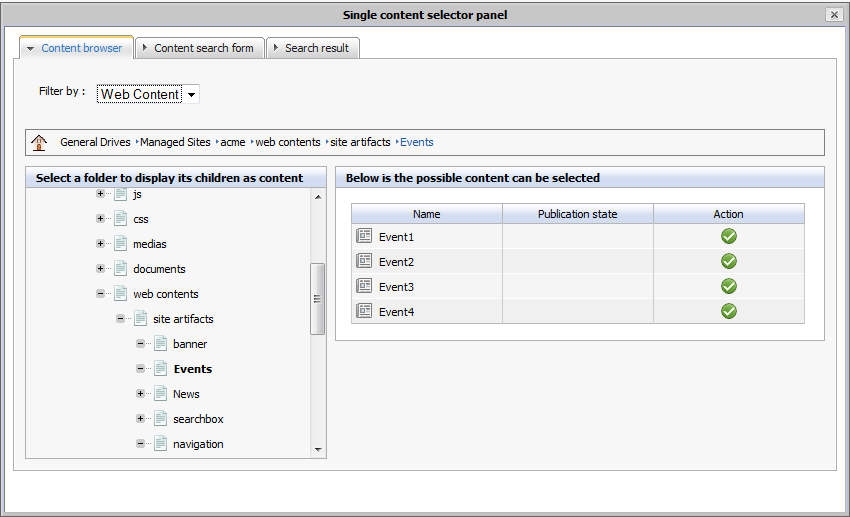 Single content selector panel
Content browser Content search form Search result
Filter by : Web Content
General Drives Managed Sites acme web contents site artifacts Events
Select a folder to display its children as content
js
css
medias
documents
web contents
site artifacts
banner
Events
News
searchbox
navigation
Below is the possible content can be selected
Name Publication state Action
Event1
Event2
Event3
Event4